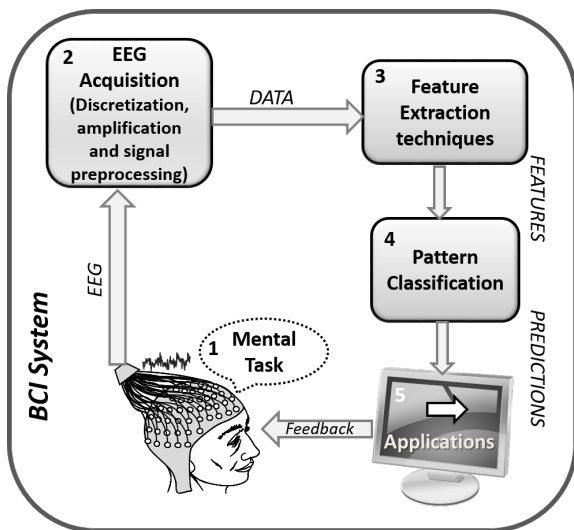 2 EEG
Acquisition
(Discretization,
amplification
and signal
preprocessing)
DATA
3 Feature
Extraction
techniques
FEATURES
4
Pattern
Classification
PREDICTIONS
5
Applications
Feedback
1 Mental
Task
EEG
BCI System